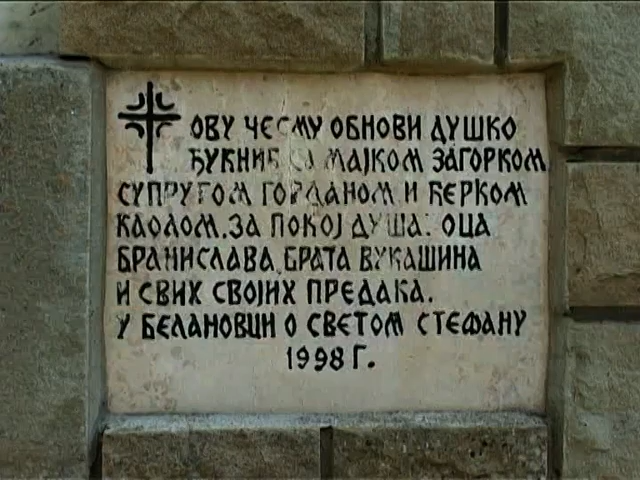 ОВУ ЧЕСМУ ОБНОВИ ДУШКО
СА МАЈКОМ ЗАГОРКОМ
СУПРУГОМ ГОРДАНОМ И ЋЕРКОМ
КАОЛОМ. ЗА ПОКОЈ ДУША: ОЦА
БРАНИСЛАВА, БРАТА ВУКАШИНА
И СВИХ СВОЈИХ ПРЕДАКА.
У БЕЛАНОВЦИ О СВЕТОМ СТЕФАНУ
1998 Г.